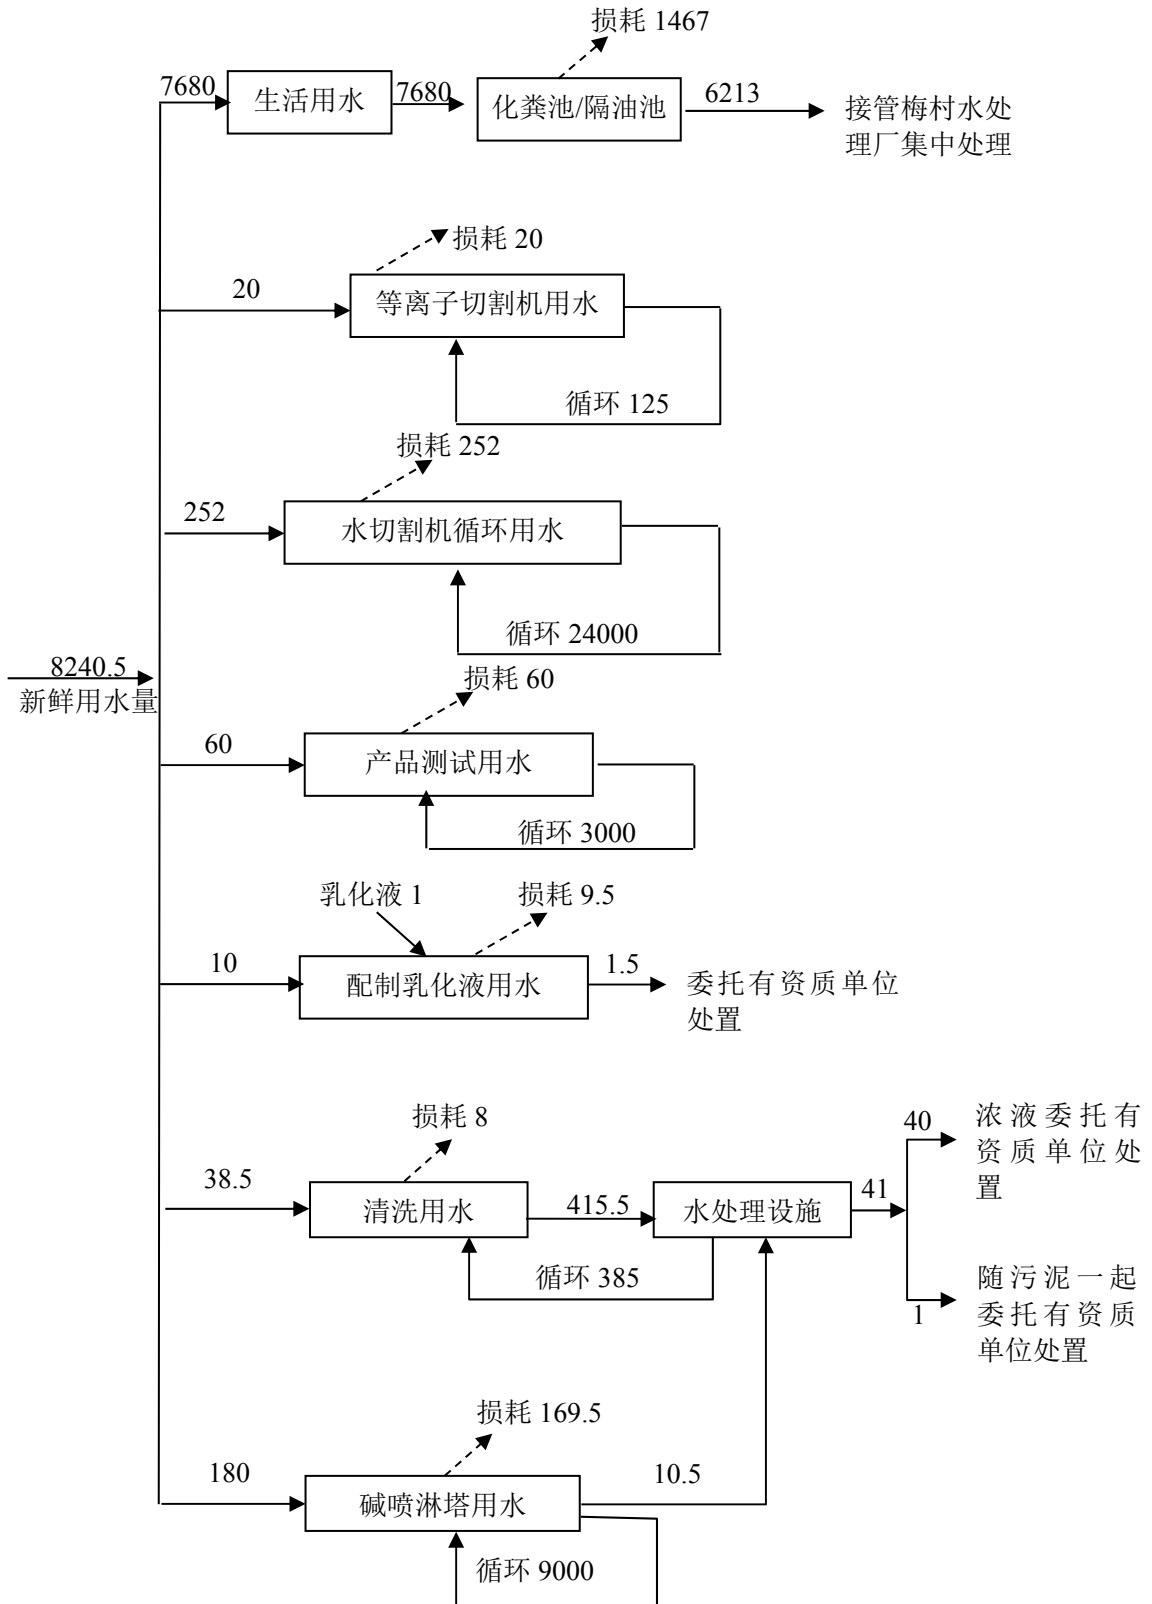 损耗 1467
7680
生活用水
7680
化粪池/隔油池
6213
接管梅村水处
理厂集中处理
损耗 20
20
等离子切割机用水
循环 125
损耗 252
252
水切割机循环用水
循环 24000
8240.5
新鲜用水量
损耗 60
60
产品测试用水
循环 3000
乳化液 1
损耗 9.5
10
配制乳化液用水
1.5
委托有资质单位
处置
损耗 8
38.5
清洗用水
415.5
水处理设施
41
40
浓液委托有
资质单位处
置
循环 385
1
随污泥一起
委托有资质
单位处置
损耗 169.5
180
碱喷淋塔用水
10.5
循环 9000